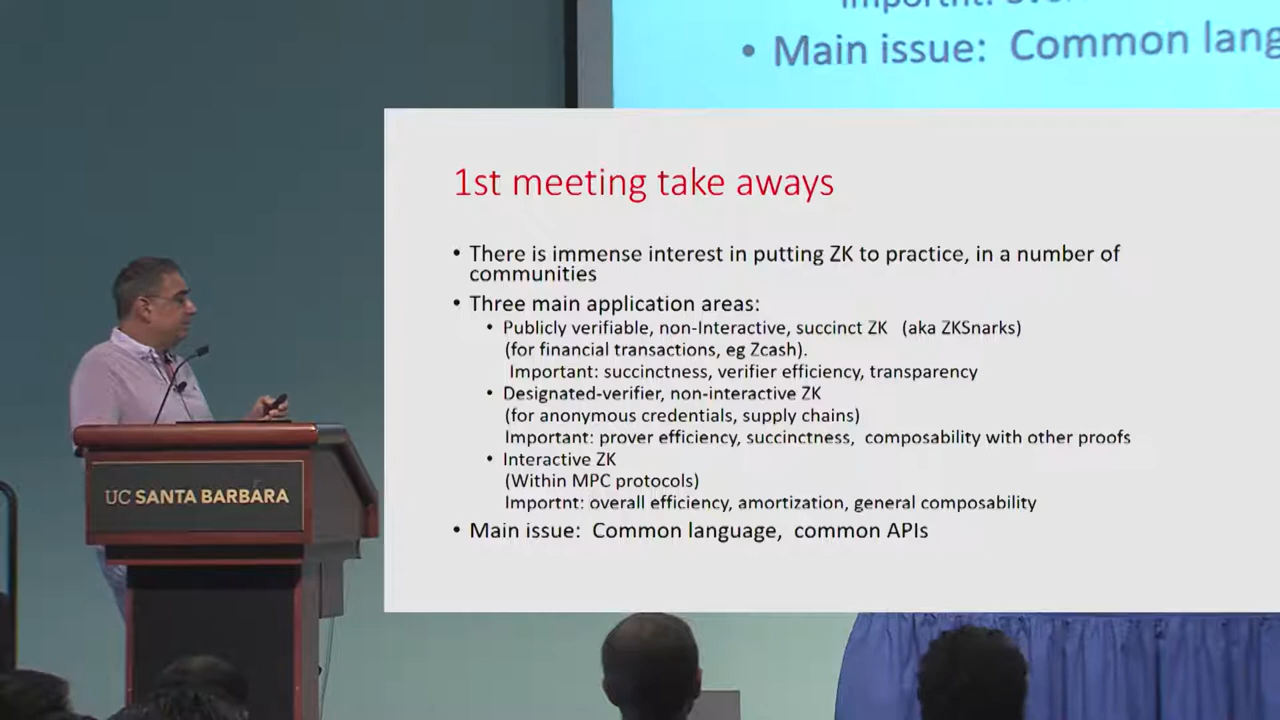 • Main issue: Common lang
1st meeting take aways
• There is immense interest in putting ZK to practice, in a number of
communities
• Three main application areas:
• Publicly verifiable, non-Interactive, succinct ZK (aka ZKSnarks)
(for financial transactions, eg Zcash).
Important: succinctness, verifier efficiency, transparency
• Designated-verifier, non-interactive ZK
(for anonymous credentials, supply chains)
Important: prover efficiency, succinctness, composability with other proofs
• Interactive ZK
(Within MPC protocols)
Importnt: overall efficiency, amortization, general composability
• Main issue: Common language, common APIs
UC SANTA BARBARA